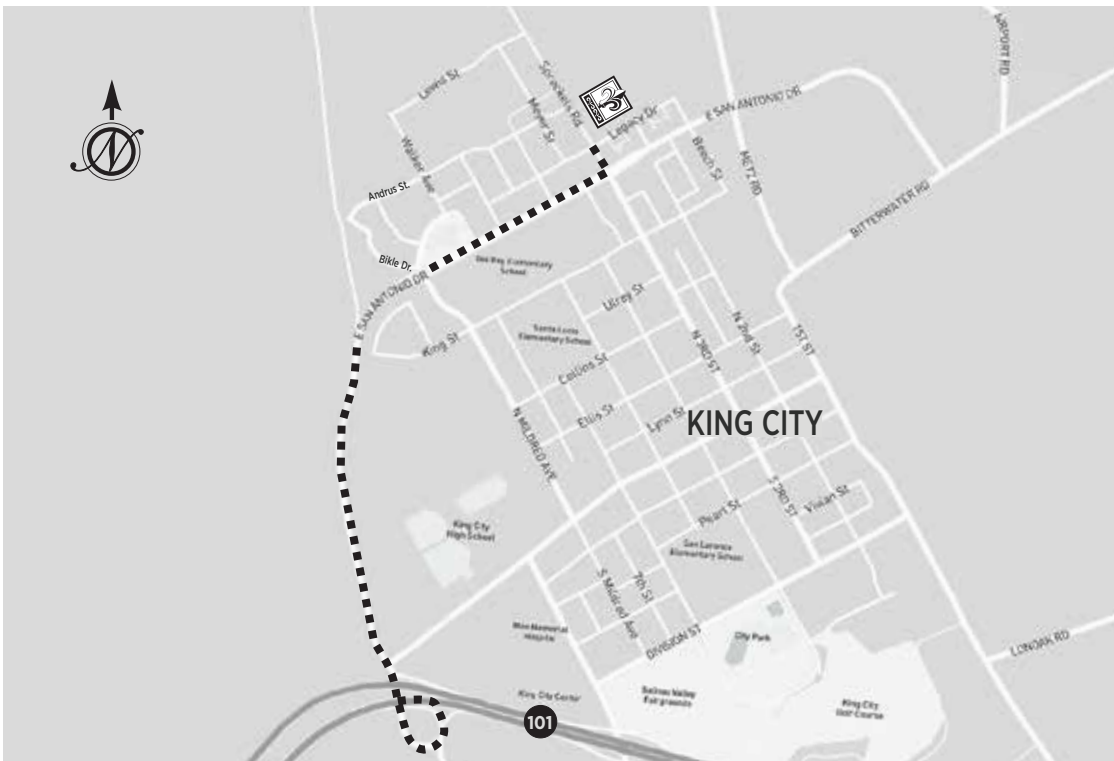 AIRPORT RD
Lewis St
Spreckels Rd
Meyer St
Legacy Dr
E SAN ANTONIO DR
Walker Ave
Beech St
METZ RD
Andrus St.
BITTERWATER RD
Bikle Dr.
Del Rey Elementary
School
E SAN ANTONIO DR
Ulrey St
Santa Lucia
Elementary School
King St
N 2nd St
1ST ST
N 3RD ST
Collins St
Ellis St
Lynn St
KING CITY
N MILDRED AVE
S 3RD ST
Vivian St
Pearl St
King City
High School
San Lorenzo
Elementary School
7th St
S Mildred Ave
Mee Memorial
Hospital
DIVISION ST
City Park
LONOAK RD
King City Center
Salinas Valley
Fairgrounds
King City
Golf Course
101
N